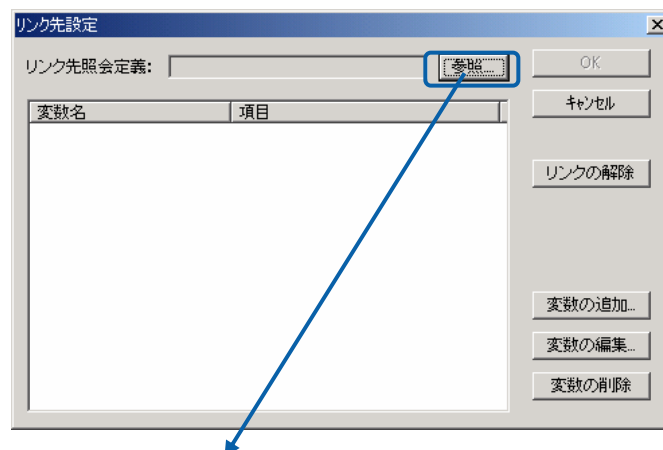 リンク先設定
リンク先照会定義:
参照...
OK
キャンセル
変数名 項目
リンクの解除
変数の追加...
変数の編集...
変数の削除